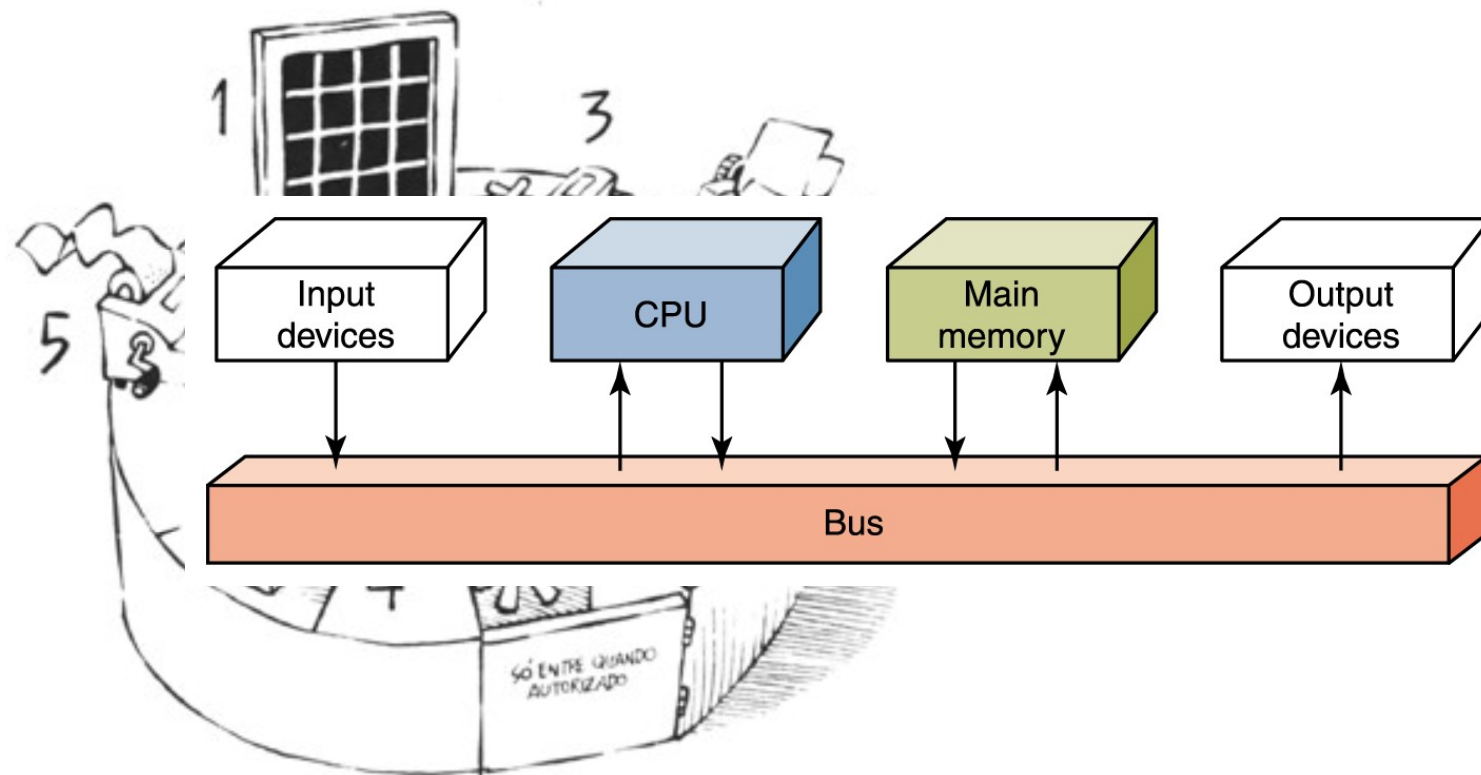 1
3
5
Input
devices
CPU
Main
memory
Output
devices
Bus
SÓ ENTRE QUANDO
AUTORIZADO